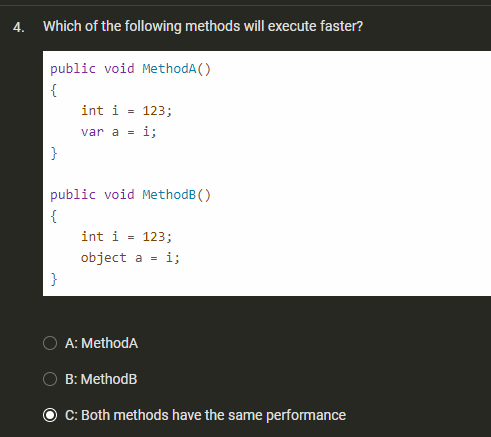 4. Which of the following methods will execute faster?
public void MethodA()
{
    int i = 123;
    var a = i;
}
public void MethodB()
{
    int i = 123;
    object a = i;
}
A: MethodA
B: MethodB
C: Both methods have the same performance